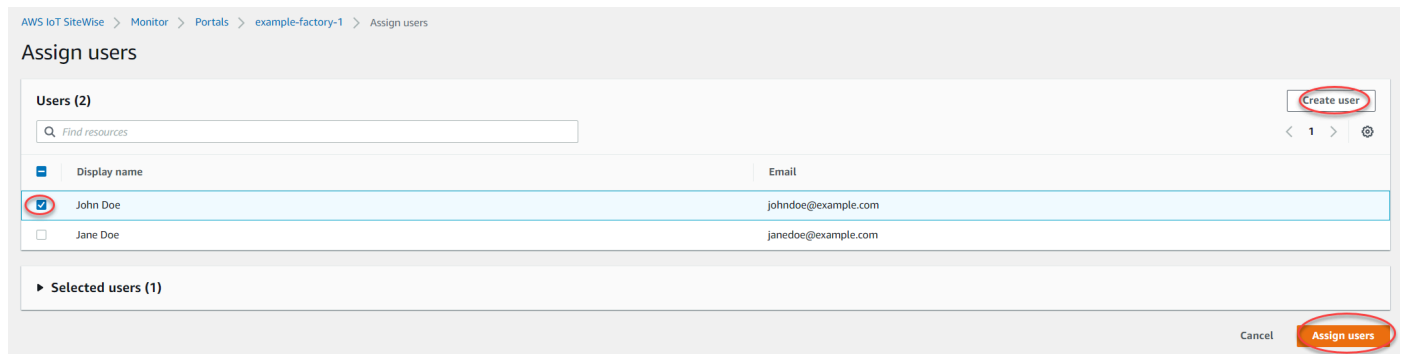 AWS IoT SiteWise > Monitor > Portals > example-factory-1 > Assign users
Assign users
Users (2)
Create user
Find resources
< 1 >
Display name Email
John Doe johndoe@example.com
Jane Doe janedoe@example.com
Selected users (1)
Cancel Assign users